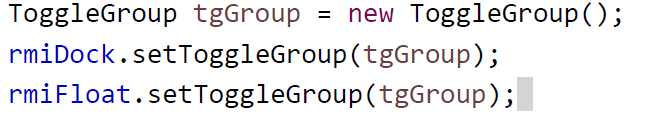 ToggleGroup tgGroup = new ToggleGroup();
rmiDock.setToggleGroup(tgGroup);
rmiFloat.setToggleGroup(tgGroup);